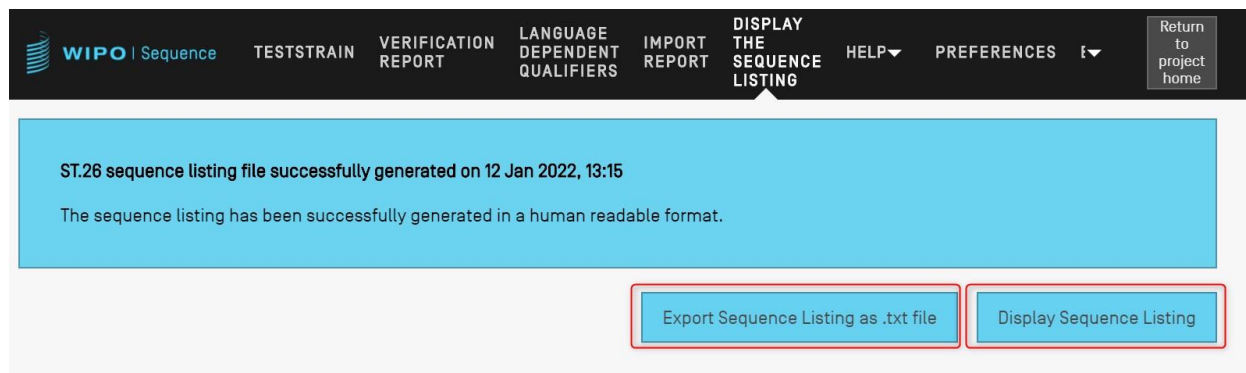 WIPO | Sequence
TESTSTRAIN
VERIFICATION
REPORT
LANGUAGE
DEPENDENT
QUALIFIERS
IMPORT
REPORT
DISPLAY
THE
SEQUENCE
LISTING
HELP
PREFERENCES
Return
to
project
home
ST.26 sequence listing file successfully generated on 12 Jan 2022, 13:15
The sequence listing has been successfully generated in a human readable format.
Export Sequence Listing as .txt file
Display Sequence Listing